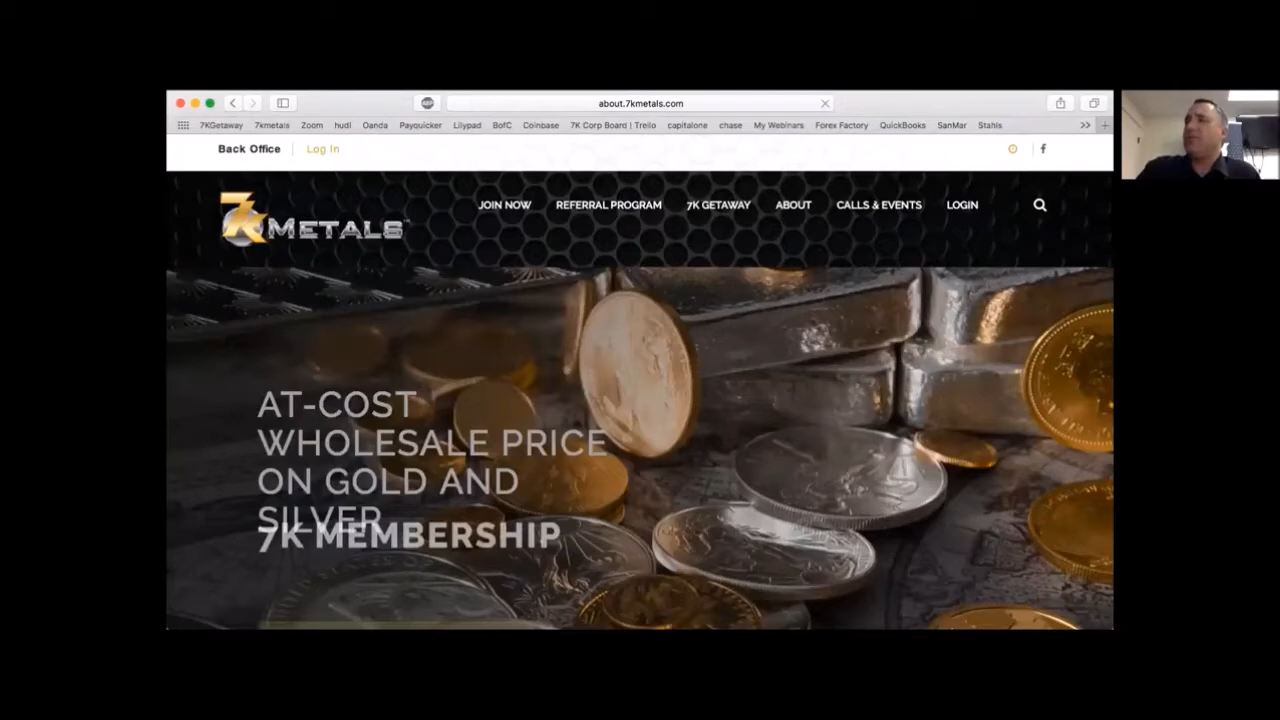 about.7kmetals.com
7KGetaway 7kmetals Zoom hudl Oanda Payquicker Lilypad BofC Coinbase 7K Corp Board | Trello capitalone chase My Webinars Forex Factory QuickBooks SanMar Stahls >>
Back Office Log In
7k METALS
JOIN NOW REFERRAL PROGRAM 7K GETAWAY ABOUT CALLS & EVENTS LOGIN
AT-COST
WHOLESALE PRICE
ON GOLD AND
SILVER
7K MEMBERSHIP